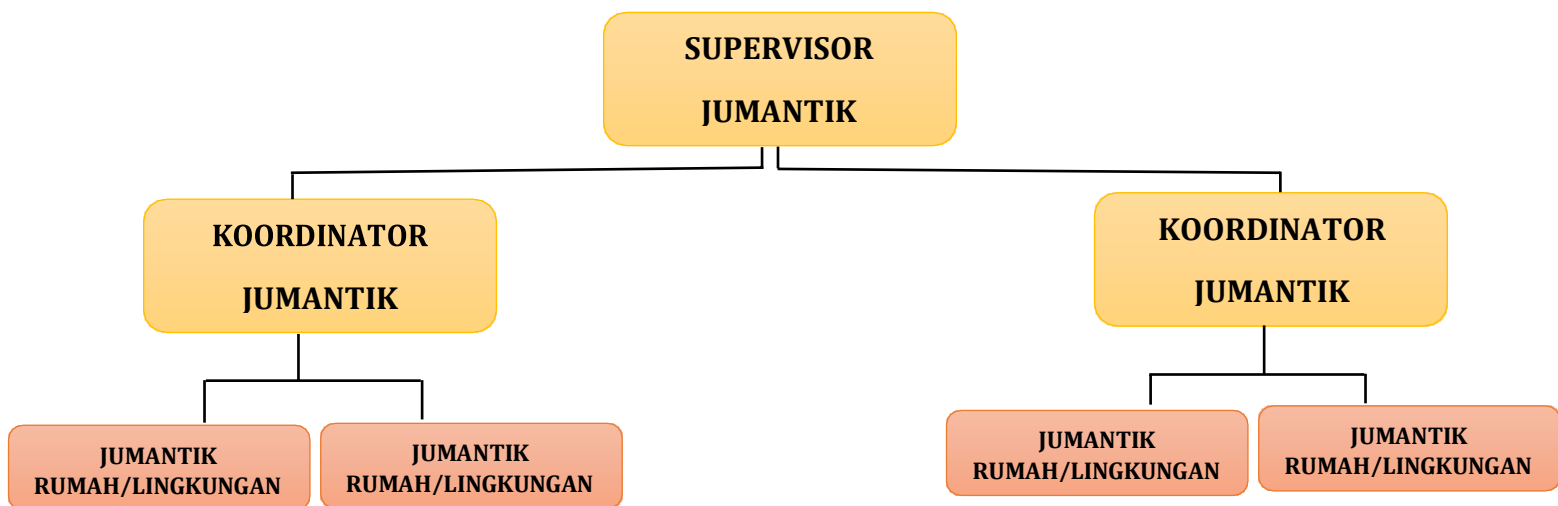 SUPERVISOR
JUMANTIK
KOORDINATOR
JUMANTIK
KOORDINATOR
JUMANTIK
JUMANTIK
RUMAH/LINGKUNGAN
JUMANTIK
RUMAH/LINGKUNGAN
JUMANTIK
RUMAH/LINGKUNGAN
JUMANTIK
RUMAH/LINGKUNGAN